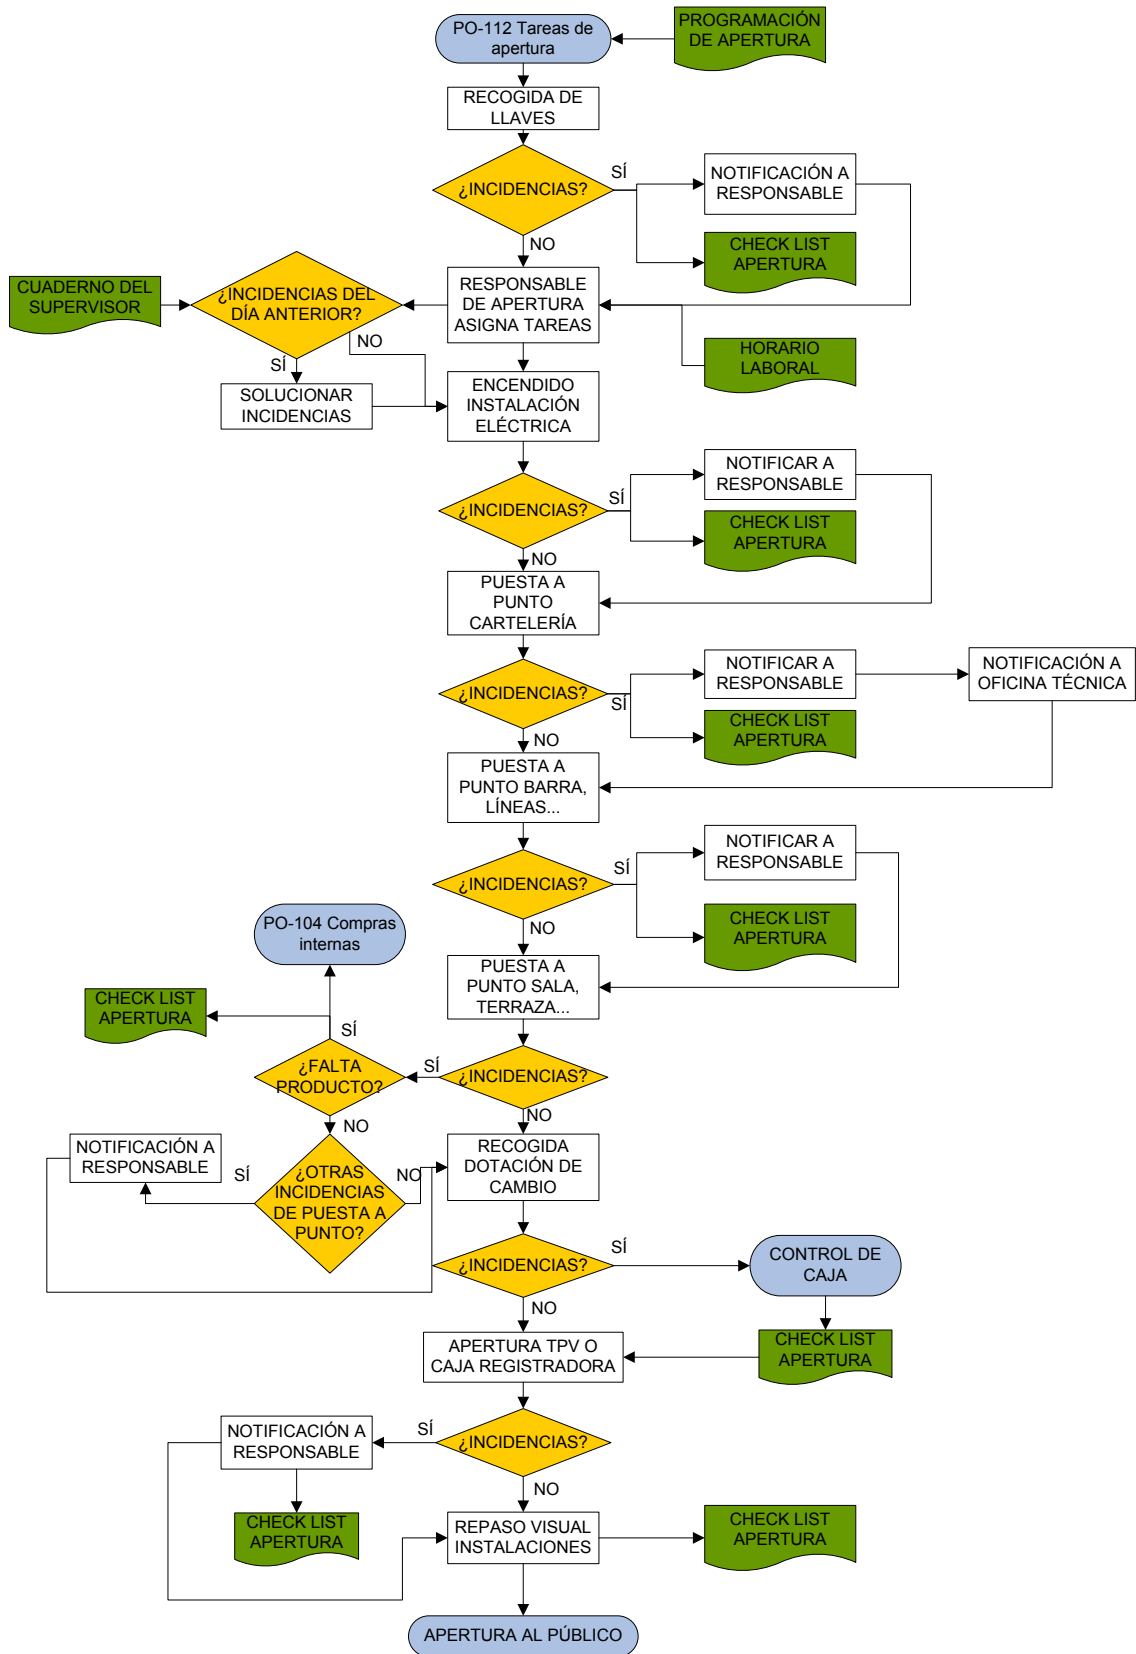 PO-112 Tareas de
apertura
PROGRAMACIÓN
DE APERTURA
RECOGIDA DE
LLAVES
¿INCIDENCIAS?
SÍ
NOTIFICACIÓN A
RESPONSABLE
NO
CHECK LIST
APERTURA
CUADERNO DEL
SUPERVISOR
¿INCIDENCIAS DEL
DÍA ANTERIOR?
RESPONSABLE
DE APERTURA
ASIGNA TAREAS
NO
SÍ
HORARIO
LABORAL
SOLUCIONAR
INCIDENCIAS
ENCENDIDO
INSTALACIÓN
ELÉCTRICA
¿INCIDENCIAS?
SÍ
NOTIFICAR A
RESPONSABLE
CHECK LIST
APERTURA
NO
PUESTA A
PUNTO
CARTELERÍA
¿INCIDENCIAS?
SÍ
NOTIFICAR A
RESPONSABLE
NOTIFICACIÓN A
OFICINA TÉCNICA
CHECK LIST
APERTURA
NO
PUESTA A
PUNTO BARRA,
LÍNEAS...
¿INCIDENCIAS?
SÍ
NOTIFICAR A
RESPONSABLE
CHECK LIST
APERTURA
NO
PO-104 Compras
internas
PUESTA A
PUNTO SALA,
TERRAZA...
CHECK LIST
APERTURA
SÍ
¿FALTA
PRODUCTO?
SÍ
¿INCIDENCIAS?
NO
NO
NOTIFICACIÓN A
RESPONSABLE
SÍ
¿OTRAS
INCIDENCIAS
DE PUESTA A
PUNTO?
NO
RECOGIDA
DOTACIÓN DE
CAMBIO
¿INCIDENCIAS?
SÍ
CONTROL DE
CAJA
NO
APERTURA TPV O
CAJA REGISTRADORA
CHECK LIST
APERTURA
NOTIFICACIÓN A
RESPONSABLE
SÍ
¿INCIDENCIAS?
NO
CHECK LIST
APERTURA
REPASO VISUAL
INSTALACIONES
CHECK LIST
APERTURA
APERTURA AL PÚBLICO